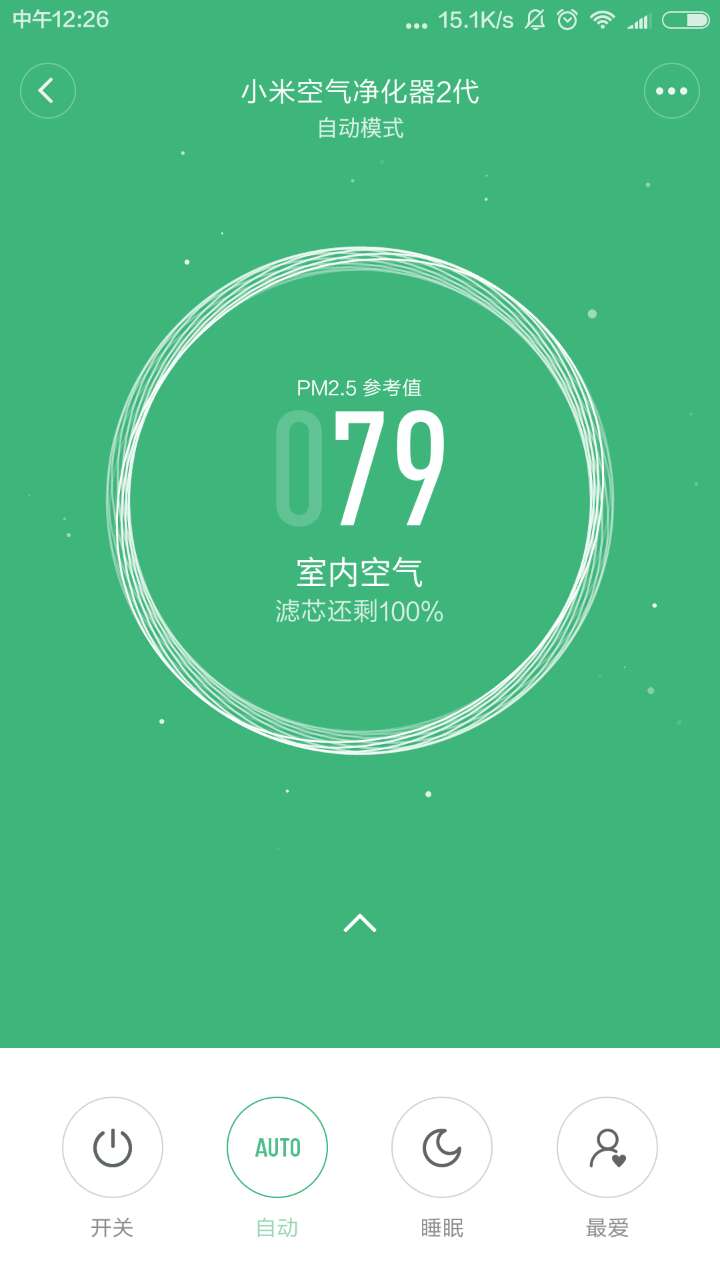 中午12:26
... 15.1K/s
小米空气净化器2代
自动模式
PM2.5 参考值
079
室内空气
滤芯还剩100%
AUTO
开关
自动
睡眠
最爱